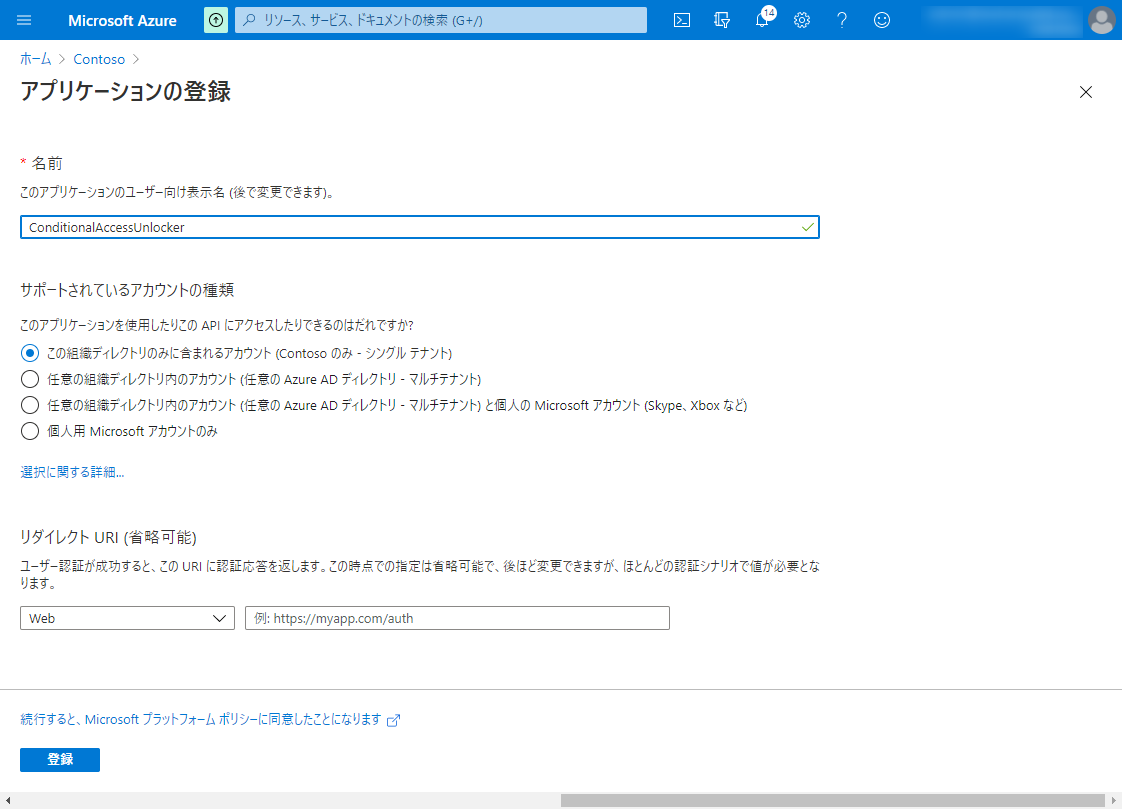 Microsoft Azure
リソース、サービス、ドキュメントの検索 (G+/)
14
ホーム > Contoso >
アプリケーションの登録
* 名前
このアプリケーションのユーザー向け表示名 (後で変更できます)。
ConditionalAccessUnlocker
サポートされているアカウントの種類
このアプリケーションを使用したりこの API にアクセスしたりできるのはだれですか?
この組織ディレクトリのみに含まれるアカウント (Contoso のみ - シングル テナント)
任意の組織ディレクトリ内のアカウント (任意の Azure AD ディレクトリ - マルチテナント)
任意の組織ディレクトリ内のアカウント (任意の Azure AD ディレクトリ - マルチテナント) と個人の Microsoft アカウント (Skype、Xbox など)
個人用 Microsoft アカウントのみ
選択に関する詳細...
リダイレクト URI (省略可能)
ユーザー認証が成功すると、この URI に認証応答を返します。この時点での指定は省略可能で、後ほど変更できますが、ほとんどの認証シナリオで値が必要とな
ります。
Web
例: https://myapp.com/auth
続行すると、Microsoft プラットフォーム ポリシーに同意したことになります
登録